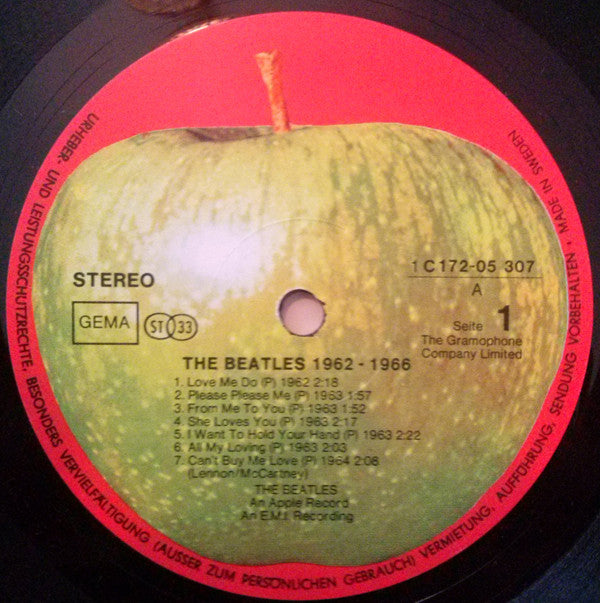 URHEBER- UND LEISTUNGSSCHUTZRECHTE, BESONDERS VERVIELFÄLTIGUNG (AUSSER ZUM PERSÖNLICHEN GEBRAUCH) VERMIETUNG, AUFFÜHRUNG, SENDUNG VORBEHALTEN • MADE IN SWEDEN
STEREO
1C172-05 307
A
GEMA
ST 33
Seite 1
The Gramophone
Company Limited
THE BEATLES 1962 - 1966
1. Love Me Do (P) 1962 2:18
2. Please Please Me (P) 1963 1:57
3. From Me To You (P) 1963 1:52
4. She Loves You (P) 1963 2:17
5. I Want To Hold Your Hand (P) 1963 2:22
6. All My Loving (P) 1963 2:03
7. Can't Buy Me Love (P) 1964 2:08
(Lennon/McCartney)
THE BEATLES
An Apple Record
An E.M.I. Recording